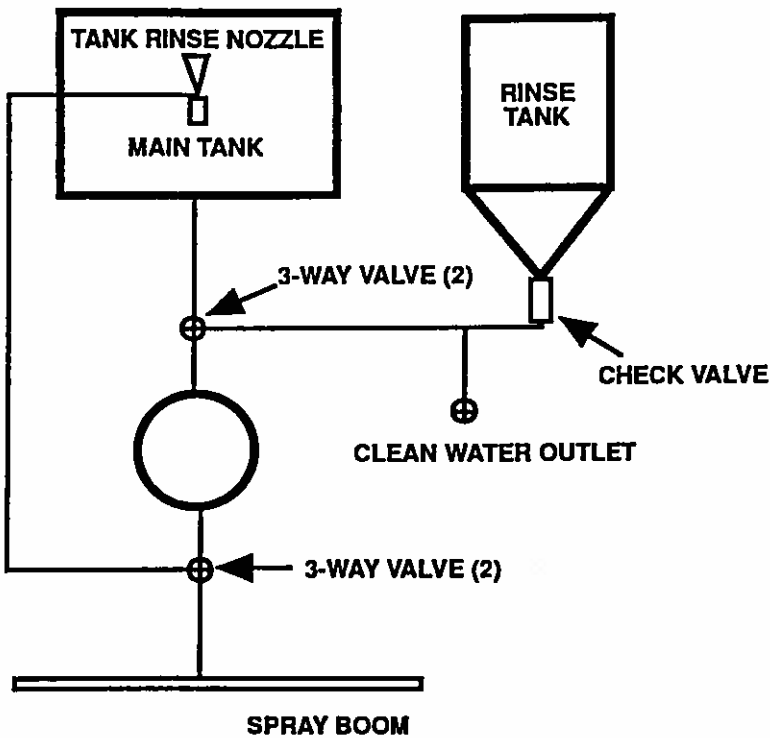 TANK RINSE NOZZLE
MAIN TANK
RINSE
TANK
3-WAY VALVE (2)
CHECK VALVE
CLEAN WATER OUTLET
3-WAY VALVE (2)
SPRAY BOOM